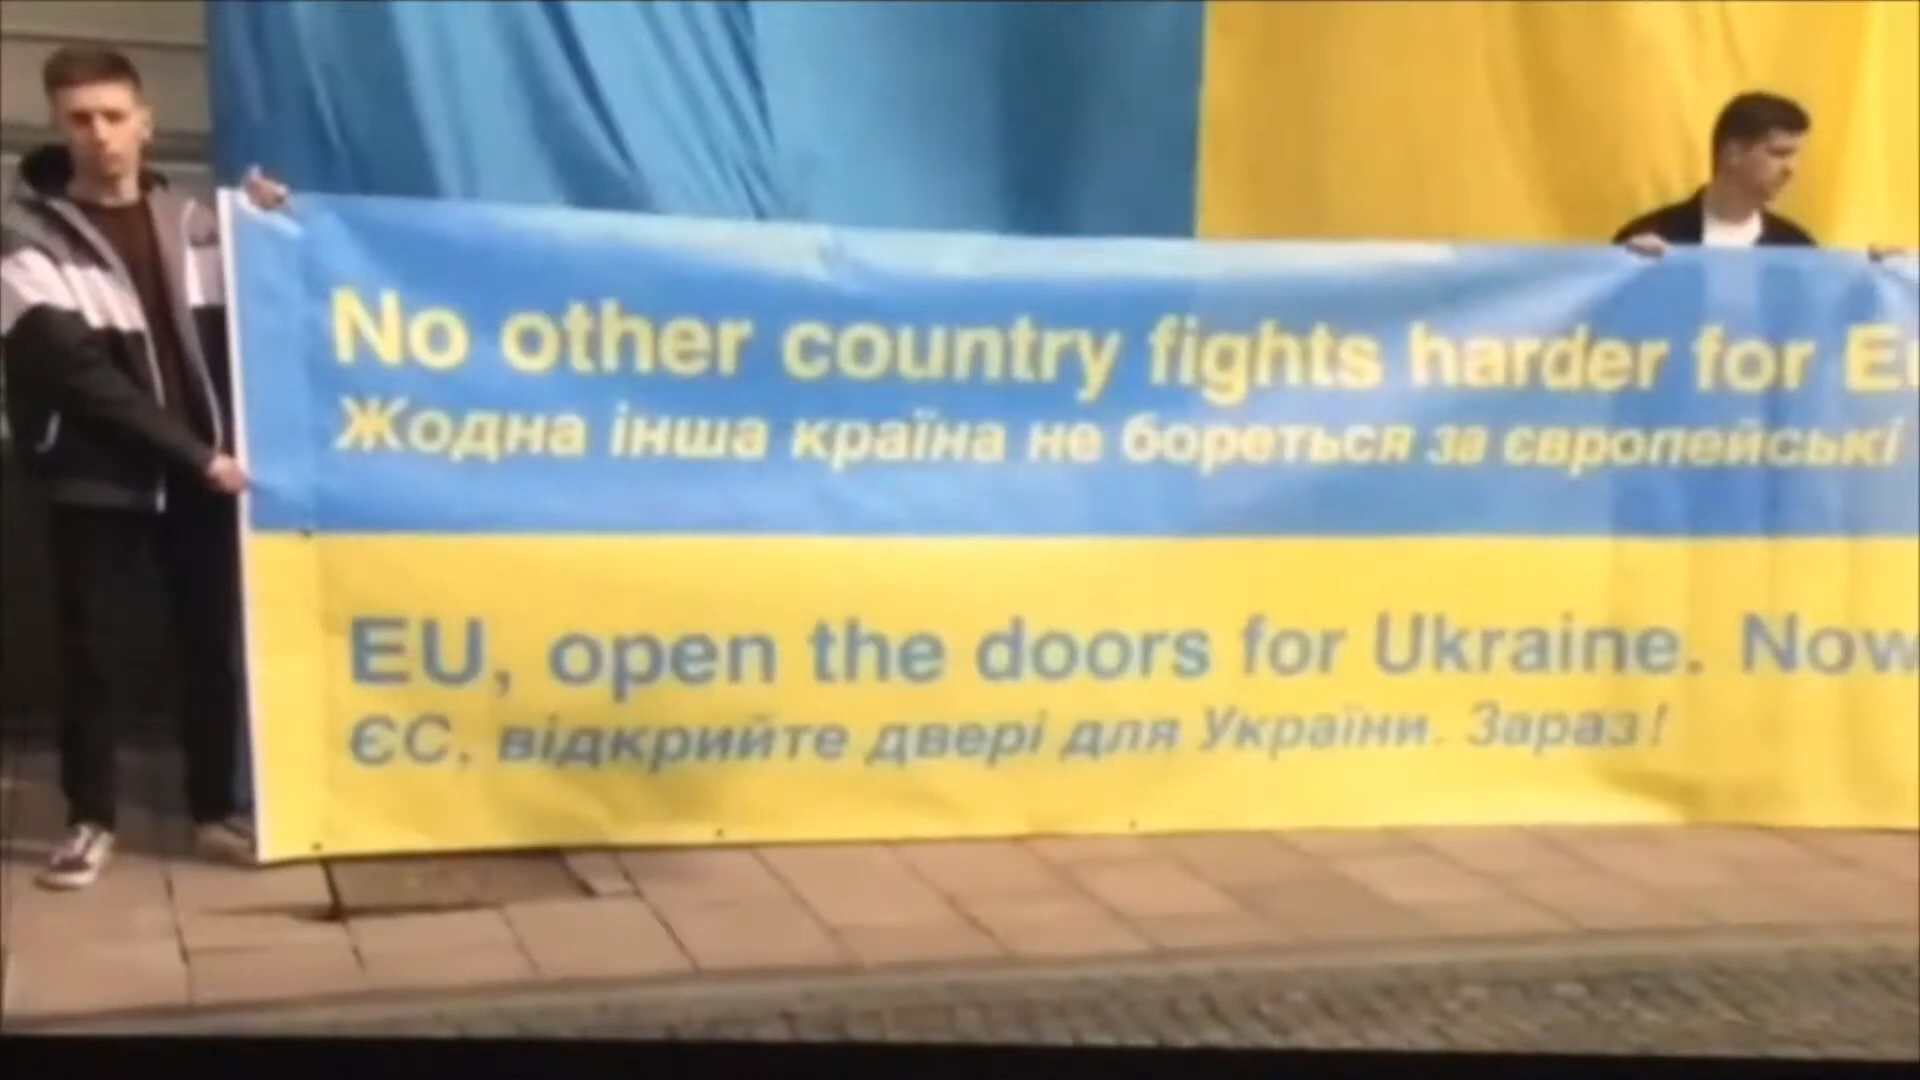 No other country fights harder for
Жодна інша країна не бореться за європейські
EU, open the doors for Ukraine. Now
ЄС, відкрийте двері для України. Зараз!